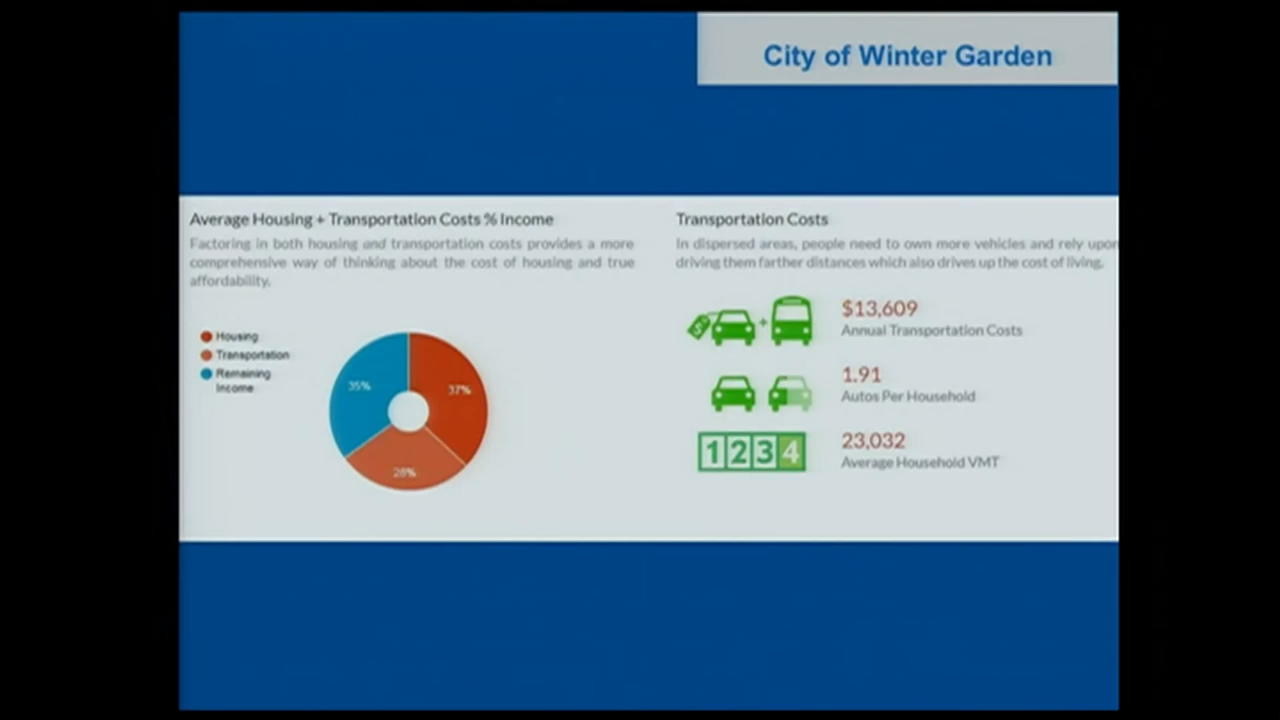 City of Winter Garden
Average Housing + Transportation Costs % Income
Factoring in both housing and transportation costs provides a more
comprehensive way of thinking about the cost of housing and true
affordability.
Housing
Transportation
Remaining
Income
35%
37%
28%
Transportation Costs
In dispersed areas, people need to own more vehicles and rely upon
driving them farther distances which also drives up the cost of living.
$
+
$13,609
Annual Transportation Costs
1.91
Autos Per Household
1234
23,032
Average Household VMT